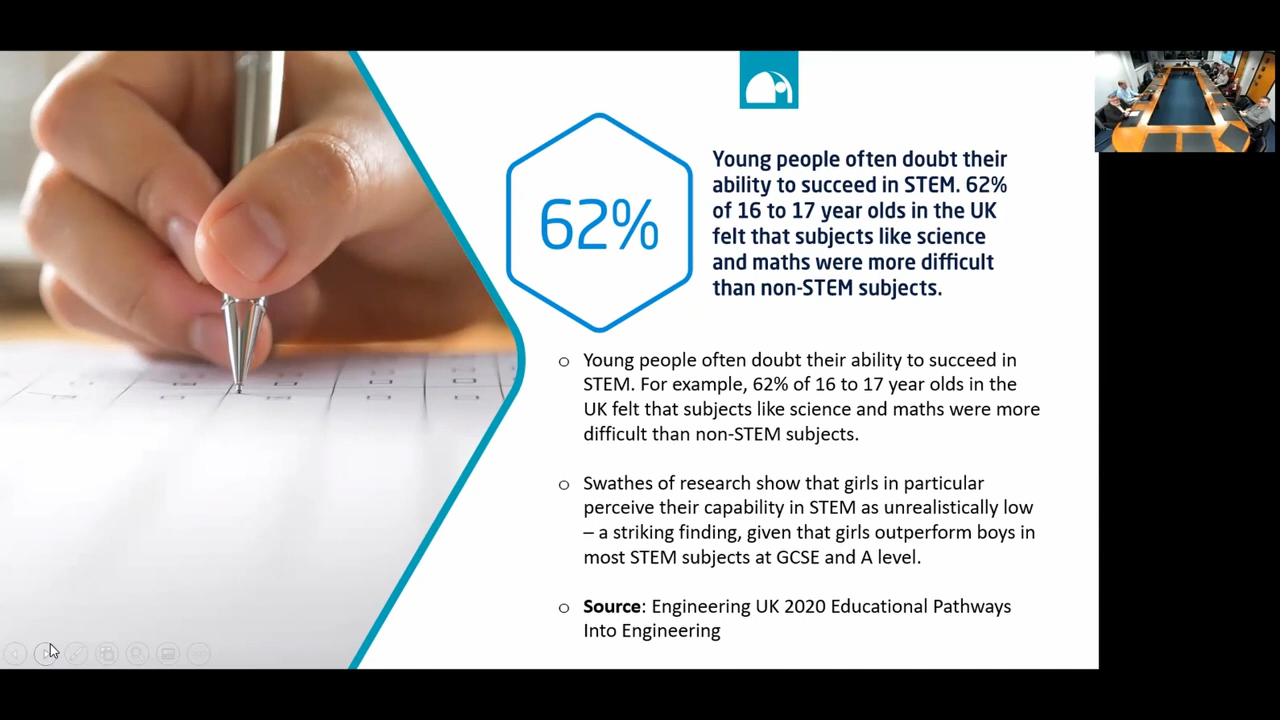 62%
Young people often doubt their
ability to succeed in STEM. 62%
of 16 to 17 year olds in the UK
felt that subjects like science
and maths were more difficult
than non-STEM subjects.
Young people often doubt their ability to succeed in
STEM. For example, 62% of 16 to 17 year olds in the
UK felt that subjects like science and maths were more
difficult than non-STEM subjects.
Swathes of research show that girls in particular
perceive their capability in STEM as unrealistically low
– a striking finding, given that girls outperform boys in
most STEM subjects at GCSE and A level.
Source: Engineering UK 2020 Educational Pathways
Into Engineering